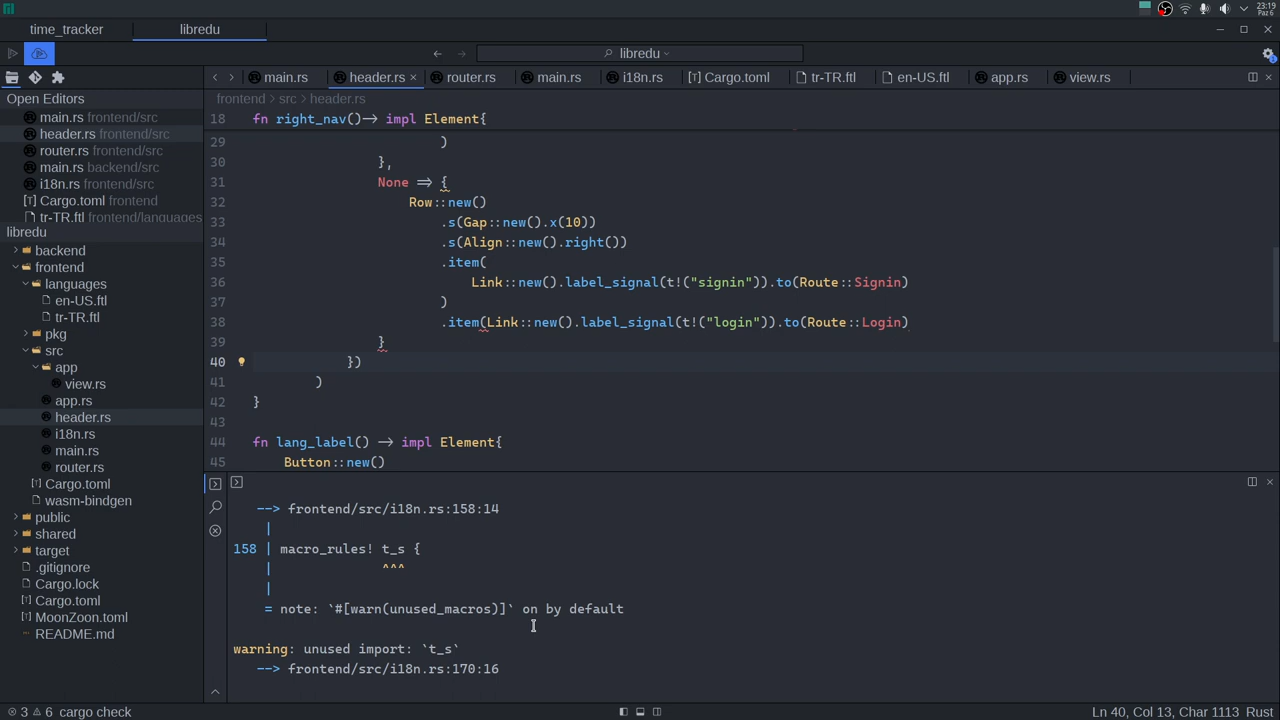 23:19
Paz 6
time_tracker libredu
libredu
main.rs header.rs router.rs main.rs i18n.rs Cargo.toml tr-TR.ftl en-US.ftl app.rs view.rs
Open Editors
main.rs frontend/src
header.rs frontend/src
router.rs frontend/src
main.rs backend/src
i18n.rs frontend/src
Cargo.toml frontend
tr-TR.ftl frontend/languages
libredu
backend
frontend
languages
en-US.ftl
tr-TR.ftl
pkg
src
app
view.rs
app.rs
header.rs
i18n.rs
main.rs
router.rs
Cargo.toml
wasm-bindgen
public
shared
target
.gitignore
Cargo.lock
Cargo.toml
MoonZoon.toml
README.md
frontend > src > header.rs
18 fn right_nav()-> impl Element{
29 )
30 },
31 None => {
32 Row::new()
33 .s(Gap::new().x(10))
34 .s(Align::new().right())
35 .item(
36 Link::new().label_signal(t!("signin")).to(Route::Signin)
37 )
38 .item(Link::new().label_signal(t!("login")).to(Route::Login)
39 }
40 })
41 )
42 }
43
44 fn lang_label() -> impl Element{
45 Button::new()
--> frontend/src/i18n.rs:158:14
|
158 | macro_rules! t_s {
| ^^^
|
= note: `#[warn(unused_macros)]` on by default
warning: unused import: `t_s`
--> frontend/src/i18n.rs:170:16
3 6 cargo check
Ln 40, Col 13, Char 1113 Rust